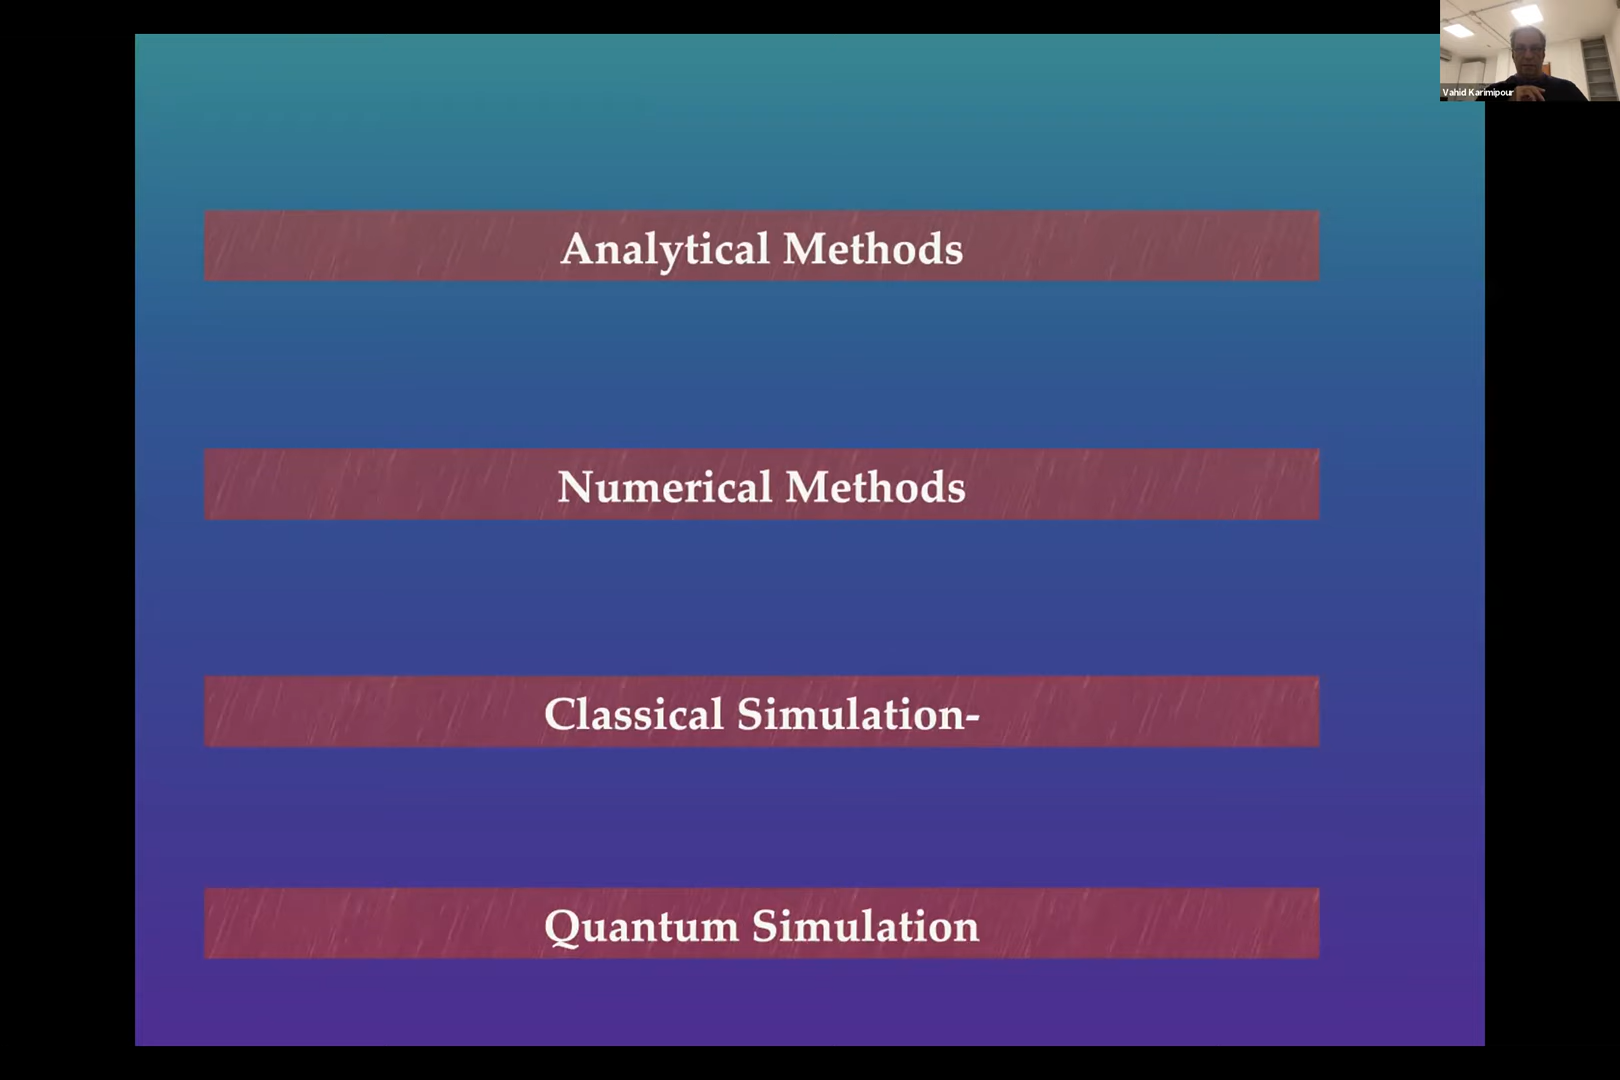 Vahid Karimipour
Analytical Methods
Numerical Methods
Classical Simulation-
Quantum Simulation